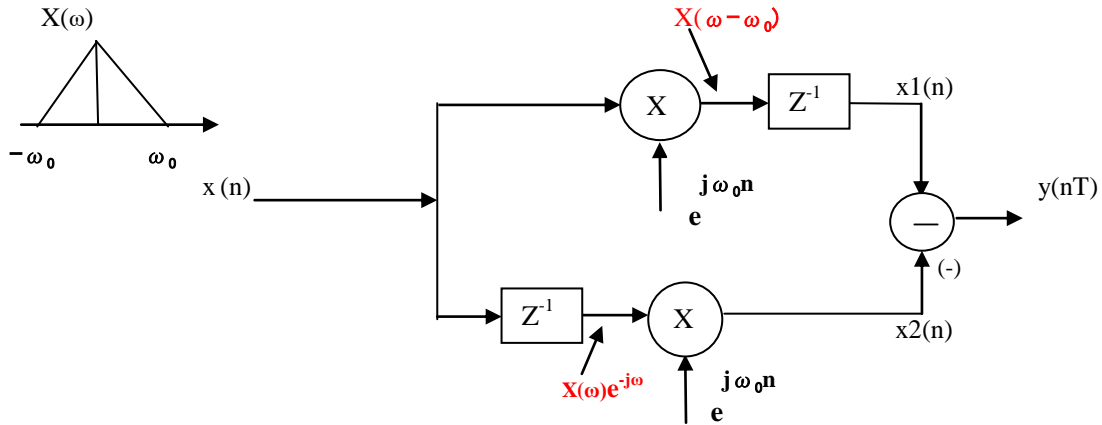 X(ω)
X(ω−ω₀)
x1(n)
X
Z⁻¹
−ω₀
ω₀
x (n)
e^jω₀n
y(nT)
—
(-)
Z⁻¹
X
x2(n)
X(ω)e^-jω
e^jω₀n